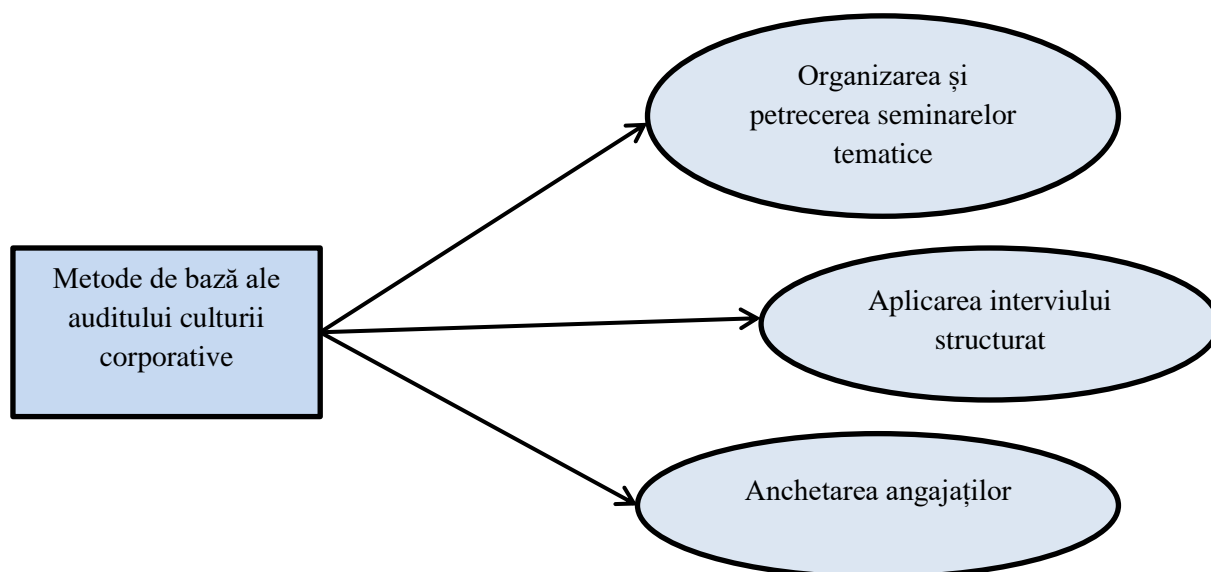 Metode de bază ale
auditului culturii
corporative
Organizarea și
petrecerea seminarelor
tematice
Aplicarea interviului
structurat
Anchetarea angajaților